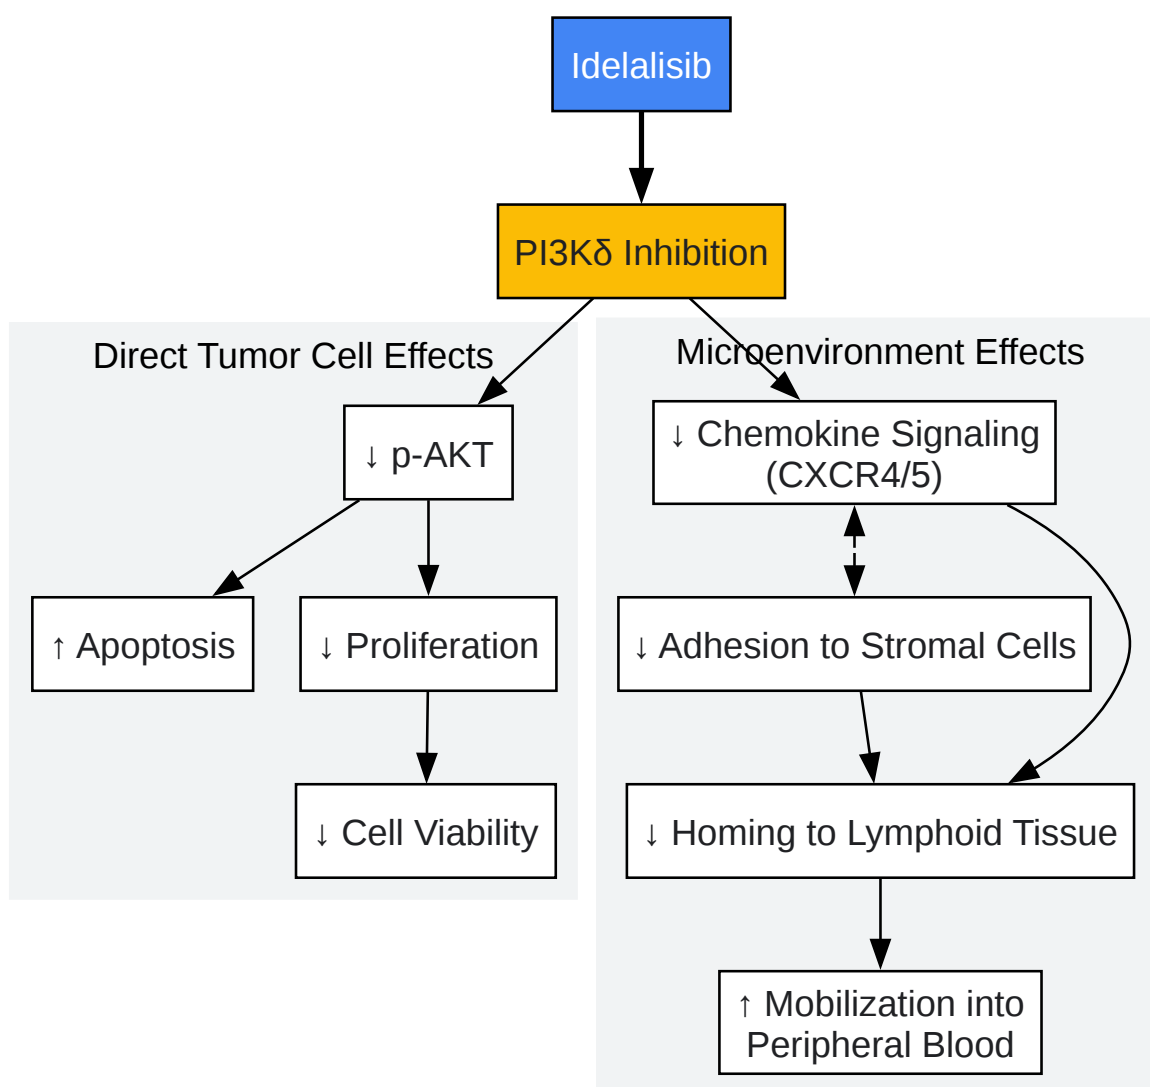 Idelalisib
PI3Kδ Inhibition
Direct Tumor Cell Effects
↓ p-AKT
↑ Apoptosis
↓ Proliferation
↓ Cell Viability
Microenvironment Effects
↓ Chemokine Signaling
(CXCR4/5)
↓ Adhesion to Stromal Cells
↓ Homing to Lymphoid Tissue
↑ Mobilization into
Peripheral Blood